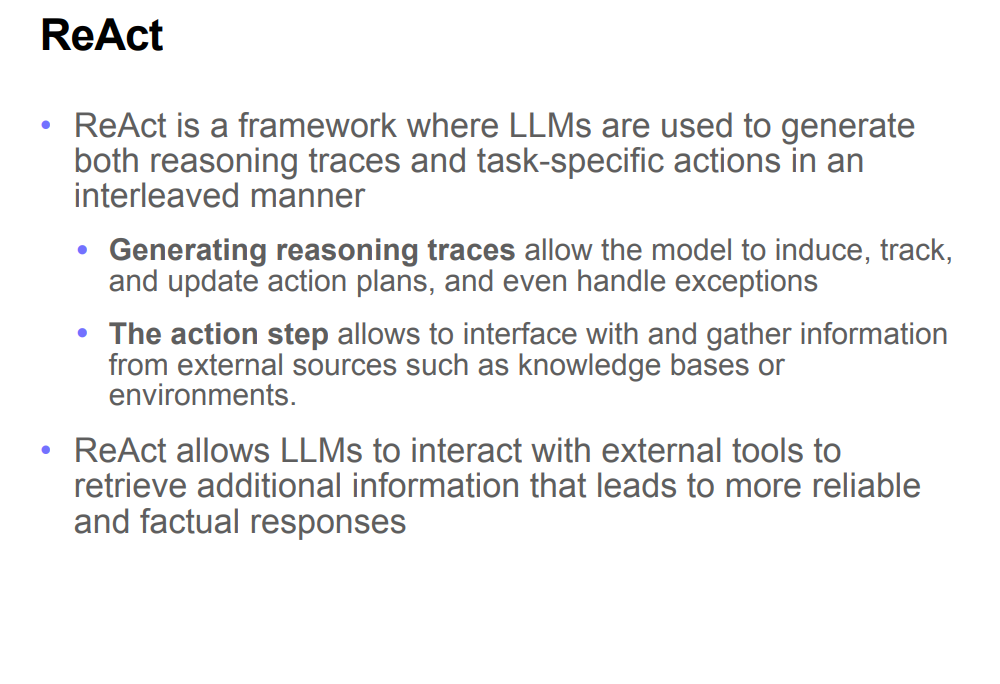 ReAct
• ReAct is a framework where LLMs are used to generate
both reasoning traces and task-specific actions in an
interleaved manner
• Generating reasoning traces allow the model to induce, track,
and update action plans, and even handle exceptions
• The action step allows to interface with and gather information
from external sources such as knowledge bases or
environments.
• ReAct allows LLMs to interact with external tools to
retrieve additional information that leads to more reliable
and factual responses